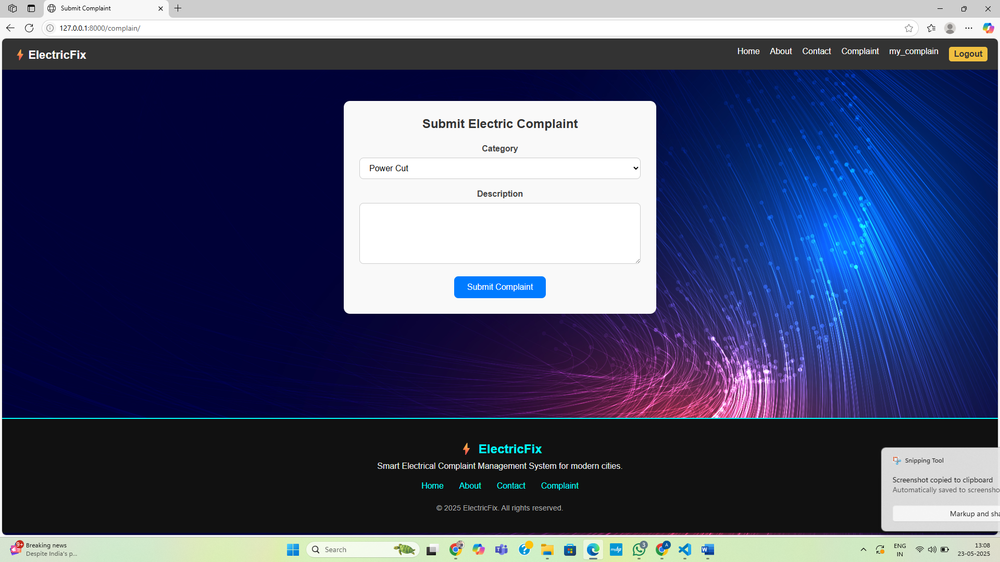 Submit Complaint
127.0.0.1:8000/complain/
ElectricFix
Home About Contact Complaint my_complain Logout
Submit Electric Complaint
Category
Power Cut
Description
Submit Complaint
ElectricFix
Smart Electrical Complaint Management System for modern cities.
Home About Contact Complaint
© 2025 ElectricFix. All rights reserved.
Snipping Tool
Screenshot copied to clipboard
Automatically saved to screensho
Markup and sha
9+
Breaking news
Despite India's p...
Search
myhp
3
A
ENG
IN
13:08
23-05-2025